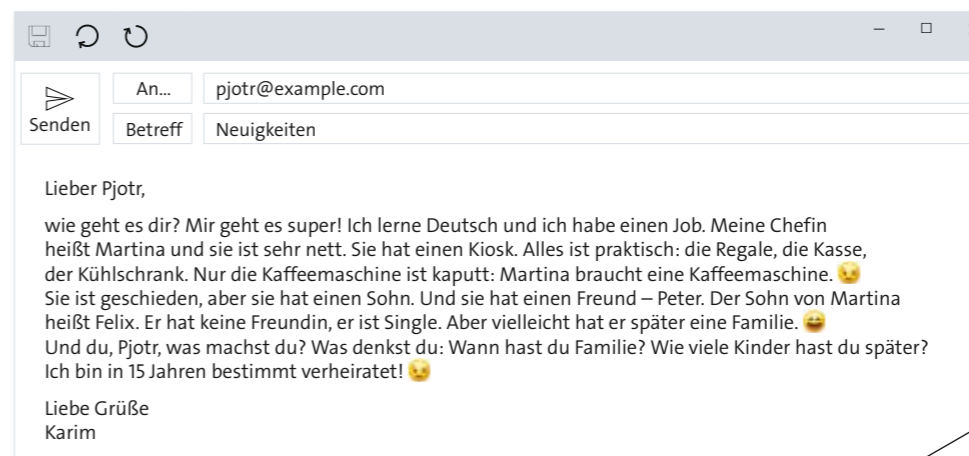 An... pjotr@example.com
Senden Betreff Neuigkeiten
Lieber Pjotr,
wie geht es dir? Mir geht es super! Ich lerne Deutsch und ich habe einen Job. Meine Chefin
heißt Martina und sie ist sehr nett. Sie hat einen Kiosk. Alles ist praktisch: die Regale, die Kasse,
der Kühlschrank. Nur die Kaffeemaschine ist kaputt: Martina braucht eine Kaffeemaschine. 😉
Sie ist geschieden, aber sie hat einen Sohn. Und sie hat einen Freund – Peter. Der Sohn von Martina
heißt Felix. Er hat keine Freundin, er ist Single. Aber vielleicht hat er später eine Familie. 😄
Und du, Pjotr, was machst du? Was denkst du: Wann hast du Familie? Wie viele Kinder hast du später?
Ich bin in 15 Jahren bestimmt verheiratet! 😉
Liebe Grüße
Karim